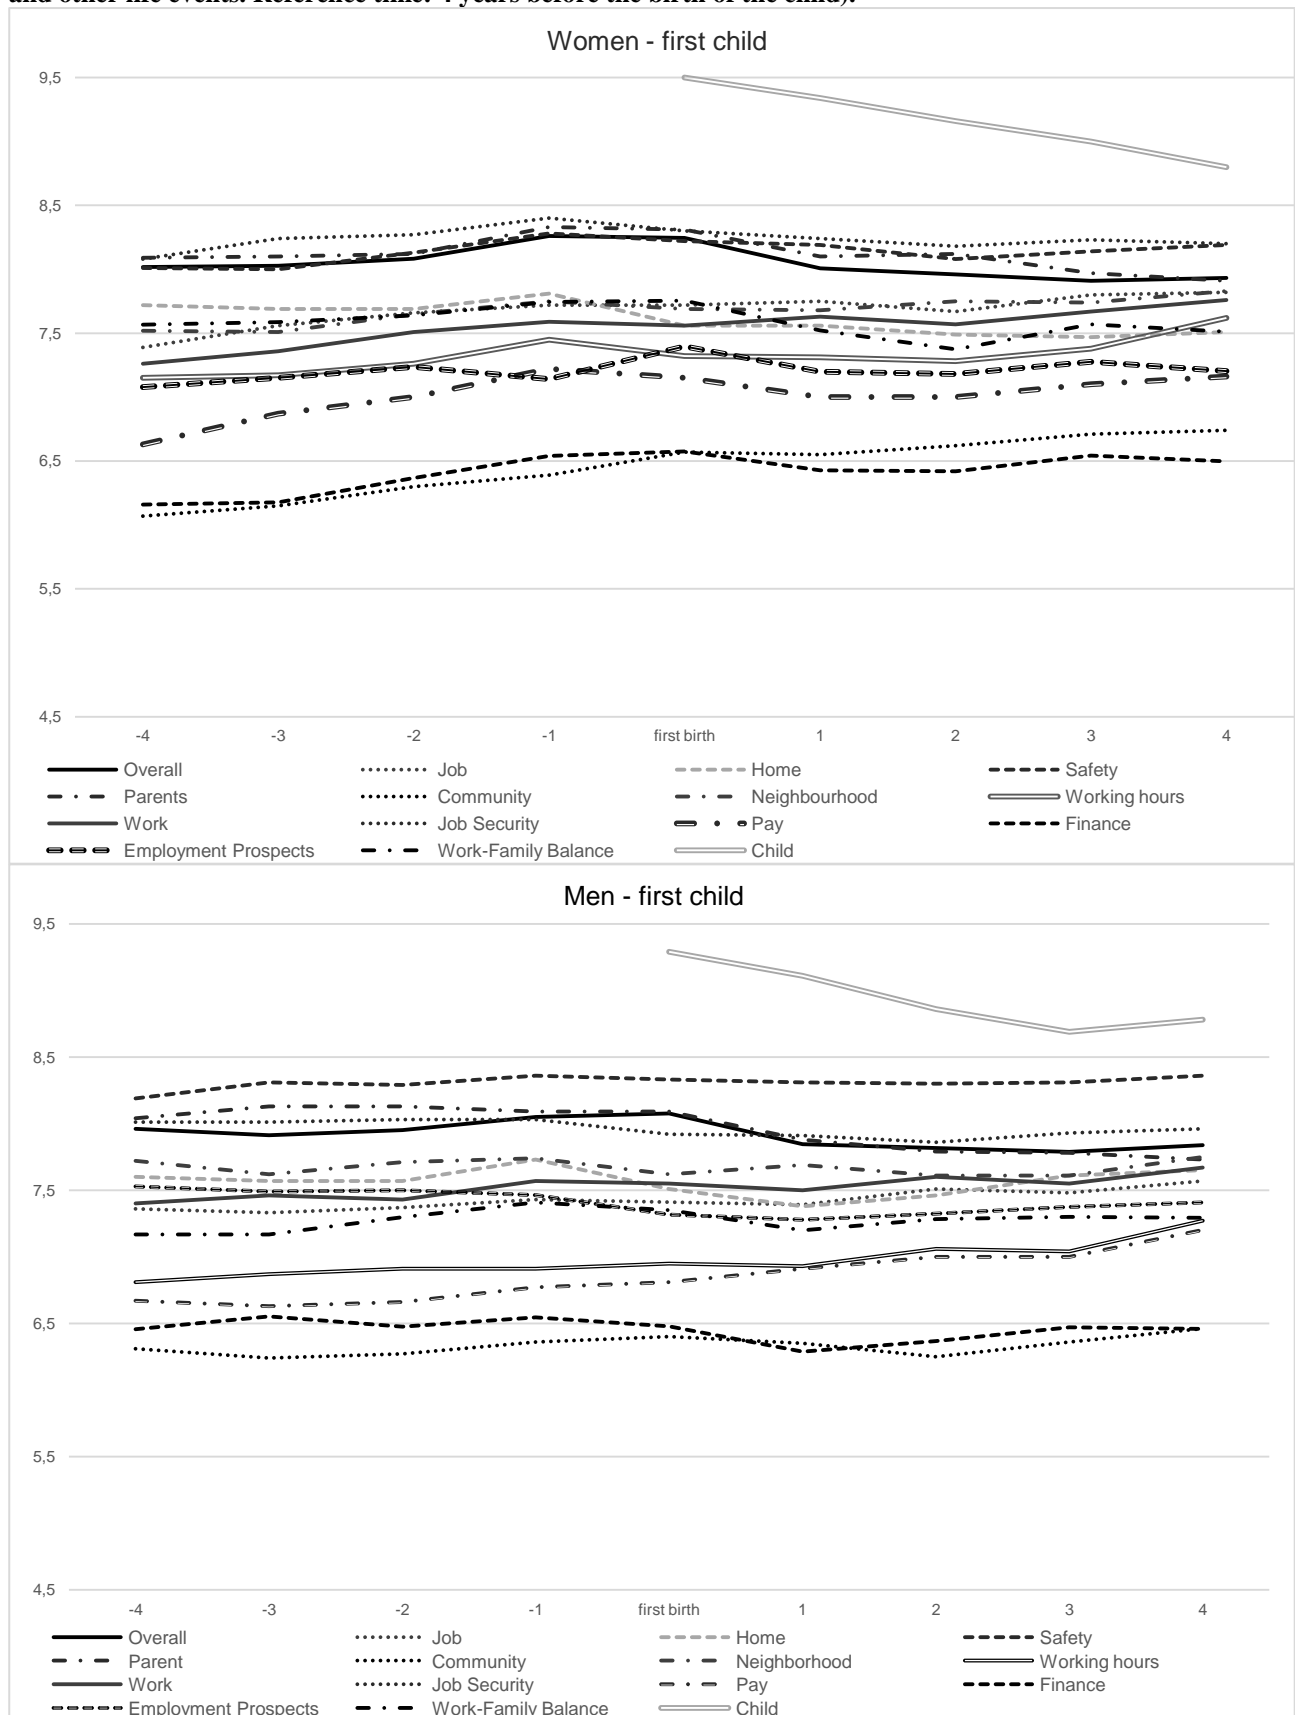 and other life events. Reference time: -4 years before the birth of the child).
Women - first child
9,5
8,5
7,5
6,5
5,5
4,5
-4 -3 -2 -1 first birth 1 2 3 4
Overall Job Home Safety
Parents Community Neighbourhood Working hours
Work Job Security Pay Finance
Employment Prospects Work-Family Balance Child
Men - first child
9,5
8,5
7,5
6,5
5,5
4,5
-4 -3 -2 -1 first birth 1 2 3 4
Overall Job Home Safety
Parent Community Neighborhood Working hours
Work Job Security Pay Finance
Employment Prospects Work-Family Balance Child